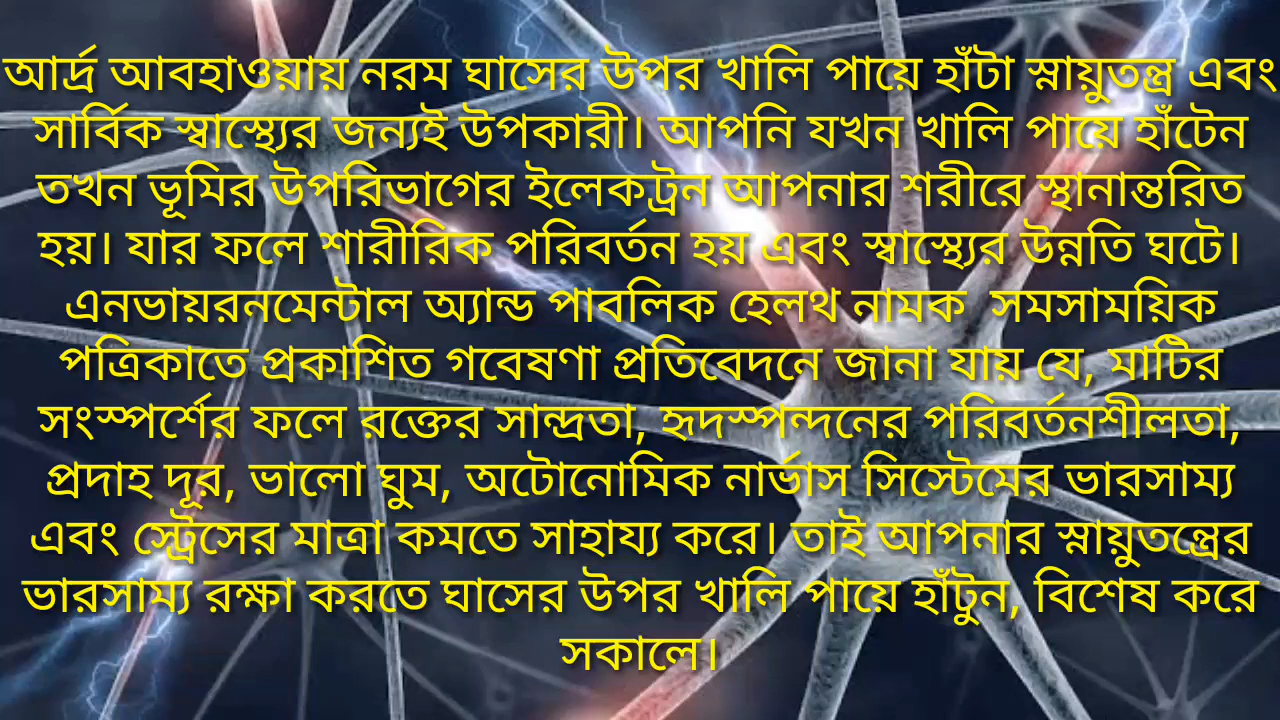 আর্দ্র আবহাওয়ায় নরম ঘাসের উপর খালি পায়ে হাঁটা স্নায়ুতন্ত্র এবং
সার্বিক স্বাস্থ্যের জন্যই উপকারী। আপনি যখন খালি পায়ে হাঁটেন
তখন ভূমির উপরিভাগের ইলেকট্রন আপনার শরীরে স্থানান্তরিত
হয়। যার ফলে শারীরিক পরিবর্তন হয় এবং স্বাস্থ্যের উন্নতি ঘটে।
এনভায়রনমেন্টাল অ্যান্ড পাবলিক হেলথ নামক সমসাময়িক
পত্রিকাতে প্রকাশিত গবেষণা প্রতিবেদনে জানা যায় যে, মাটির
সংস্পর্শের ফলে রক্তের সান্দ্রতা, হৃদস্পন্দনের পরিবর্তনশীলতা,
প্রদাহ দূর, ভালো ঘুম, অটোনোমিক নার্ভাস সিস্টেমের ভারসাম্য
এবং স্ট্রেসের মাত্রা কমতে সাহায্য করে। তাই আপনার স্নায়ুতন্ত্রের
ভারসাম্য রক্ষা করতে ঘাসের উপর খালি পায়ে হাঁটুন, বিশেষ করে
সকালে।